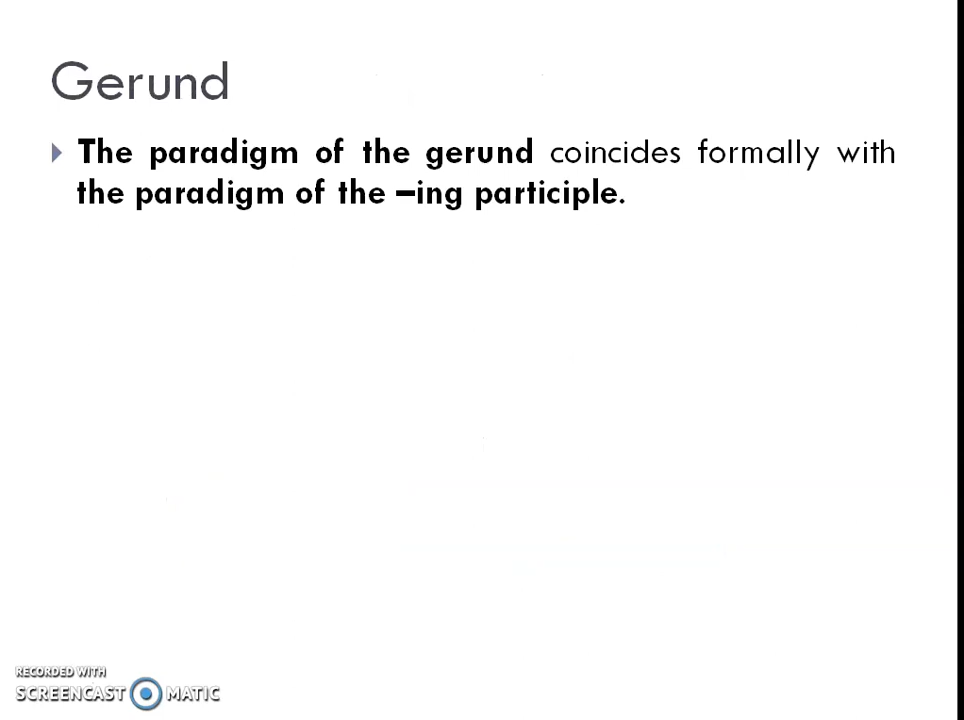 Gerund
The paradigm of the gerund coincides formally with
the paradigm of the –ing participle.
RECORDED WITH
SCREENCAST MATIC